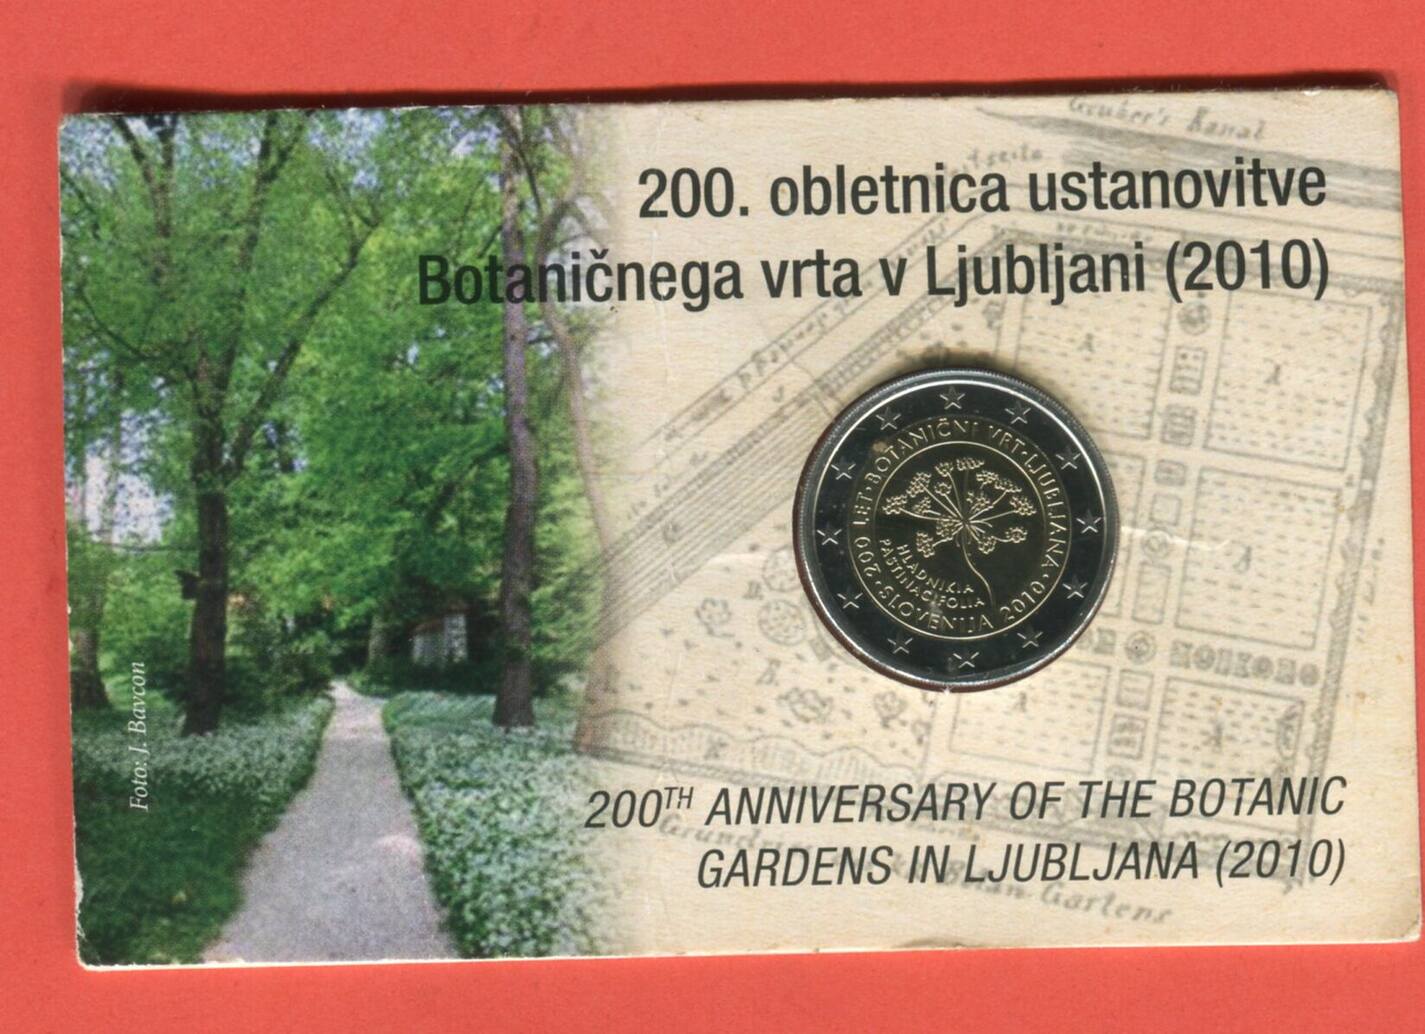 Gruber's Kanal
200. obletnica ustanovitve
Botaničnega vrta v Ljubljani (2010)
200 LET·BOTANIČNI VRT·LJUBLJANA·
·SLOVENIJA 2010·
HLADNIKIA
PASTINACIFOLIA
Foto: J. Bavcon
200TH ANNIVERSARY OF THE BOTANIC
GARDENS IN LJUBLJANA (2010)
Gartens